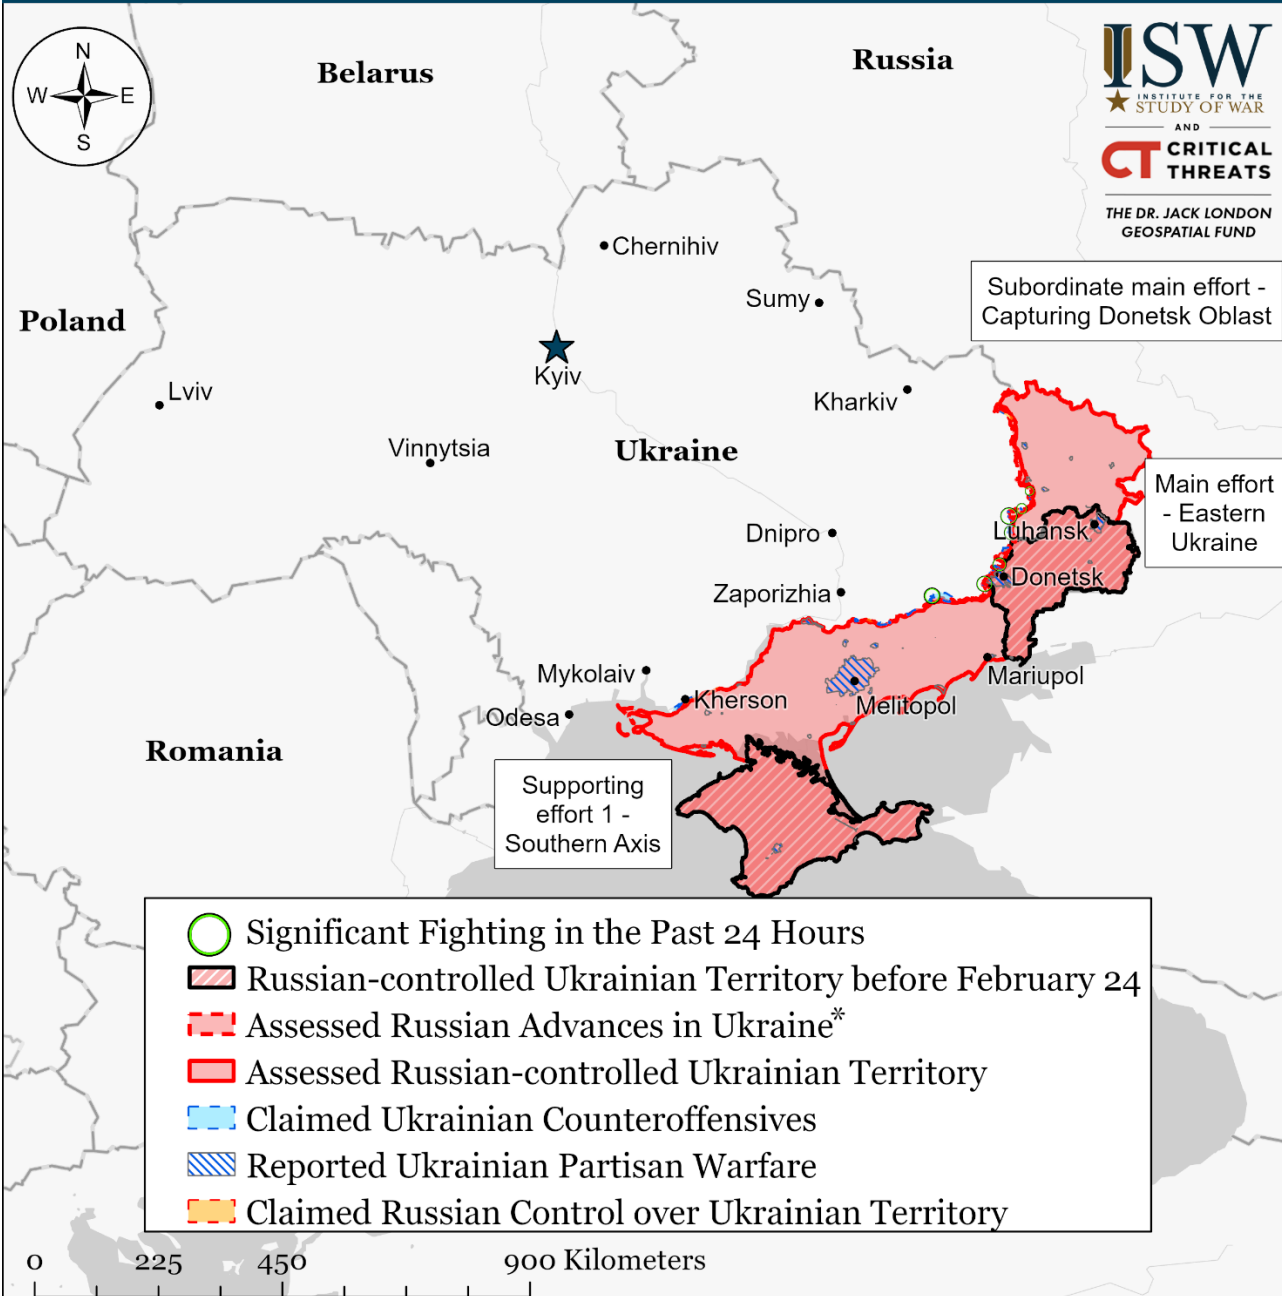 N
W
E
S
Belarus
Russia
ISW
INSTITUTE FOR THE
STUDY OF WAR
AND
CT CRITICAL
THREATS
THE DR. JACK LONDON
GEOSPATIAL FUND
Chernihiv
Subordinate main effort -
Capturing Donetsk Oblast
Sumy
Poland
Kyiv
Lviv
Kharkiv
Vinnytsia
Ukraine
Main effort
- Eastern
Ukraine
Dnipro
Luhansk
Donetsk
Zaporizhia
Mykolaiv
Mariupol
Kherson
Melitopol
Odesa
Romania
Supporting
effort 1 -
Southern Axis
Significant Fighting in the Past 24 Hours
Russian-controlled Ukrainian Territory before February 24
Assessed Russian Advances in Ukraine*
Assessed Russian-controlled Ukrainian Territory
Claimed Ukrainian Counteroffensives
Reported Ukrainian Partisan Warfare
Claimed Russian Control over Ukrainian Territory
0 225 450 900 Kilometers